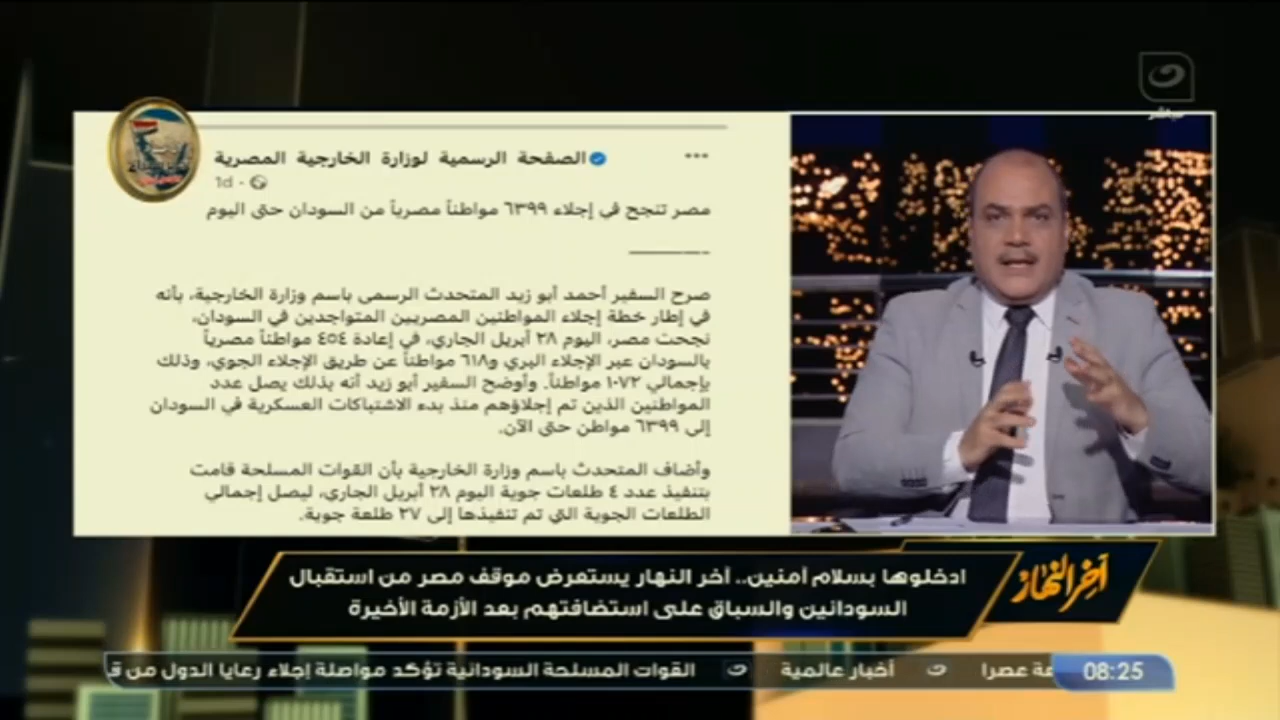 مباشر
الصفحة الرسمية لوزارة الخارجية المصرية
1d
مصر تنجح في إجلاء ٦٣٩٩ مواطناً مصرياً من السودان حتى اليوم
صرح السفير أحمد أبو زيد المتحدث الرسمى باسم وزارة الخارجية، بأنه
في إطار خطة إجلاء المواطنين المصريين المتواجدين في السودان،
نجحت مصر، اليوم ٢٨ أبريل الجاري، في إعادة ٤٥٤ مواطناً مصرياً
بالسودان عبر الإجلاء البري و٦١٨ مواطناً عن طريق الإجلاء الجوي، وذلك
بإجمالي ١٠٧٢ مواطناً. وأوضح السفير أبو زيد أنه بذلك يصل عدد
المواطنين الذين تم إجلاؤهم منذ بدء الاشتباكات العسكرية في السودان
إلى ٦٣٩٩ مواطن حتى الآن.
وأضاف المتحدث باسم وزارة الخارجية بأن القوات المسلحة قامت
بتنفيذ عدد ٤ طلعات جوية اليوم ٢٨ أبريل الجاري، ليصل إجمالي
الطلعات الجوية التي تم تنفيذها إلى ٢٧ طلعة جوية.
آخر النهار
ادخلوها بسلام آمنين.. آخر النهار يستعرض موقف مصر من استقبال
السودانين والسباق على استضافتهم بعد الأزمة الأخيرة
08:25
عة عصرا أخبار عالمية القوات المسلحة السودانية تؤكد مواصلة إجلاء رعايا الدول من ق